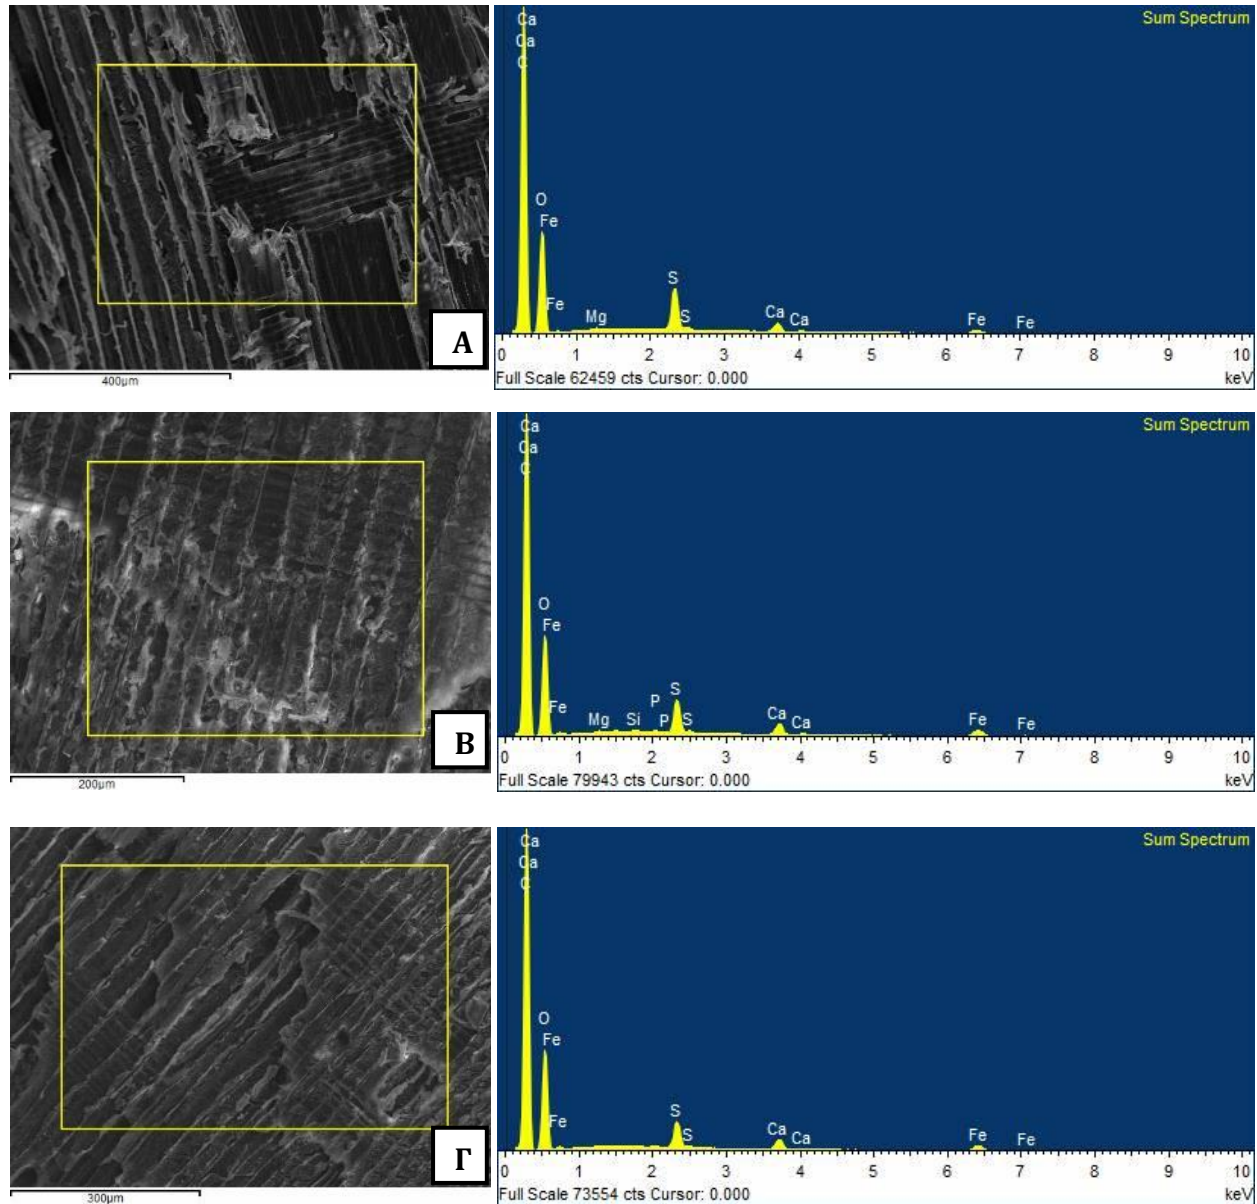 Sum Spectrum
Ca
Ca
C
O
Fe
Fe
Mg
S
S
Ca
Ca
Fe
Fe
A
0 1 2 3 4 5 6 7 8 9 10
400µm
Full Scale 62459 cts Cursor: 0.000 keV
Sum Spectrum
Ca
Ca
C
O
Fe
Fe
Mg
Si
P
P
S
S
Ca
Ca
Fe
Fe
B
0 1 2 3 4 5 6 7 8 9 10
200µm
Full Scale 79943 cts Cursor: 0.000 keV
Sum Spectrum
Ca
Ca
C
O
Fe
Fe
S
S
Ca
Ca
Fe
Fe
Γ
0 1 2 3 4 5 6 7 8 9 10
300µm
Full Scale 73554 cts Cursor: 0.000 keV